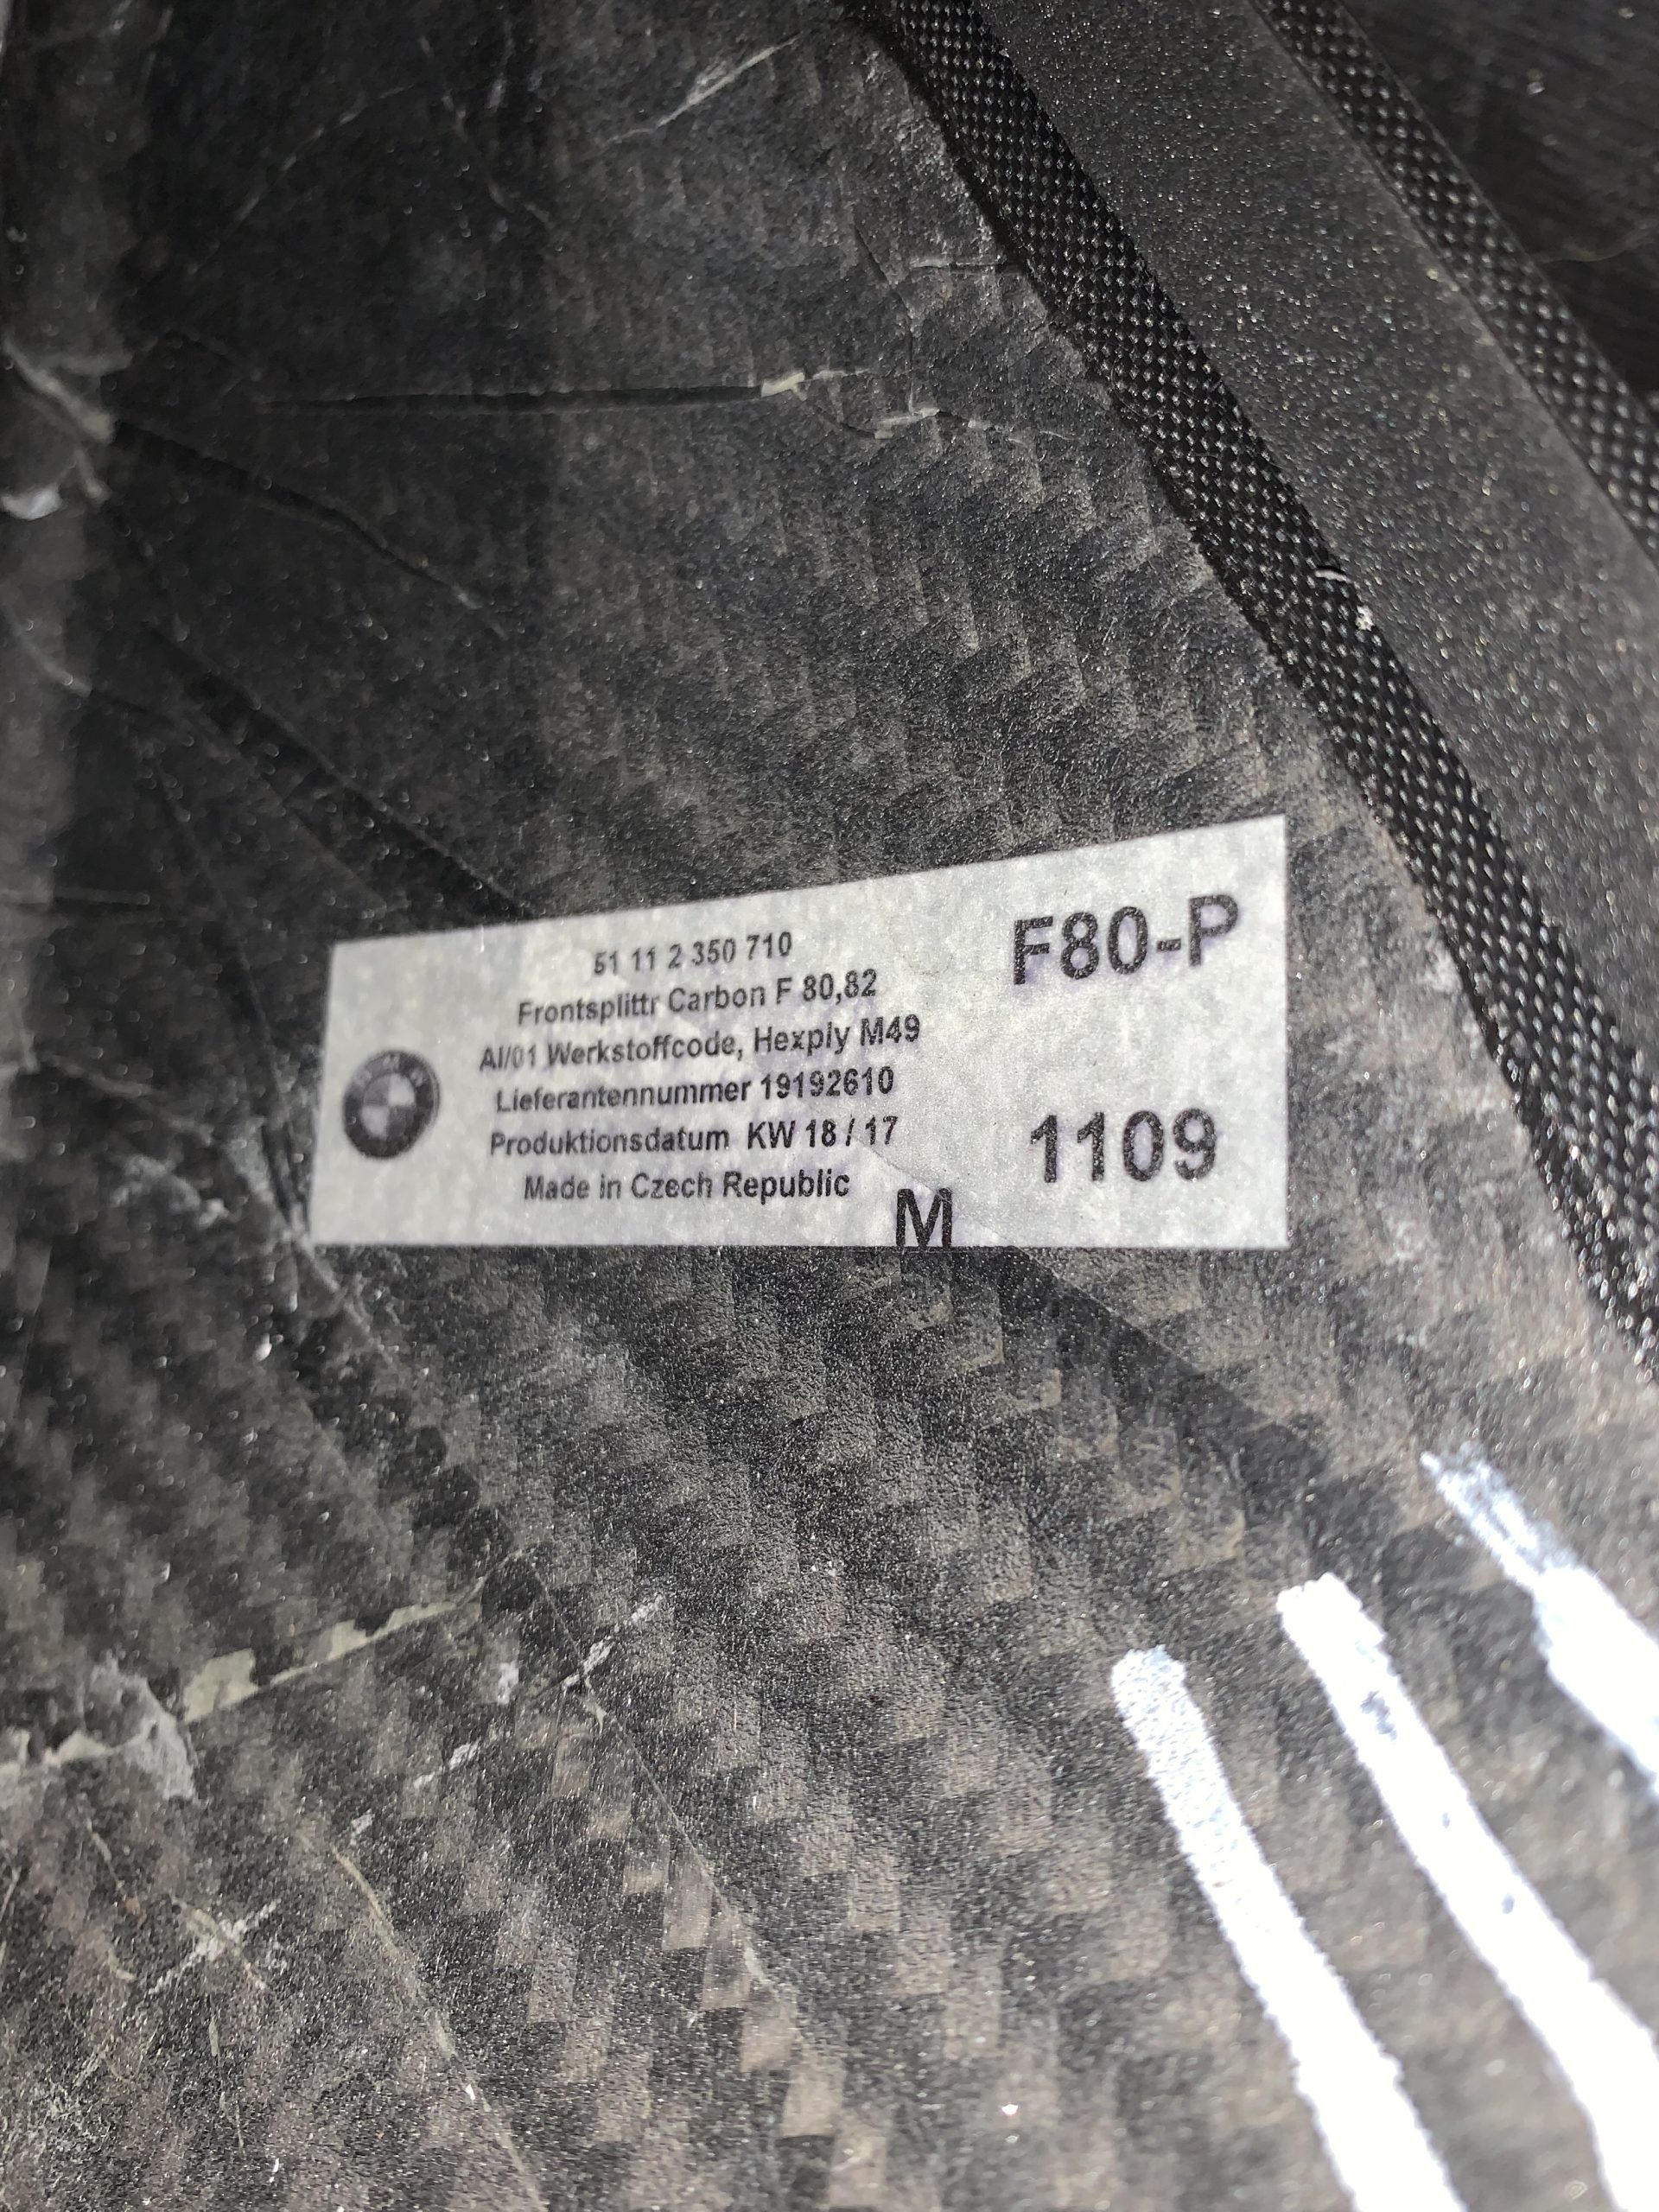 51 11 2 350 710
Frontsplittr Carbon F 80,82
AI/01 Werkstoffcode, Hexply M49
Lieferantennummer 19192610
Produktionsdatum KW 18 / 17
Made in Czech Republic
M
F80-P
1109